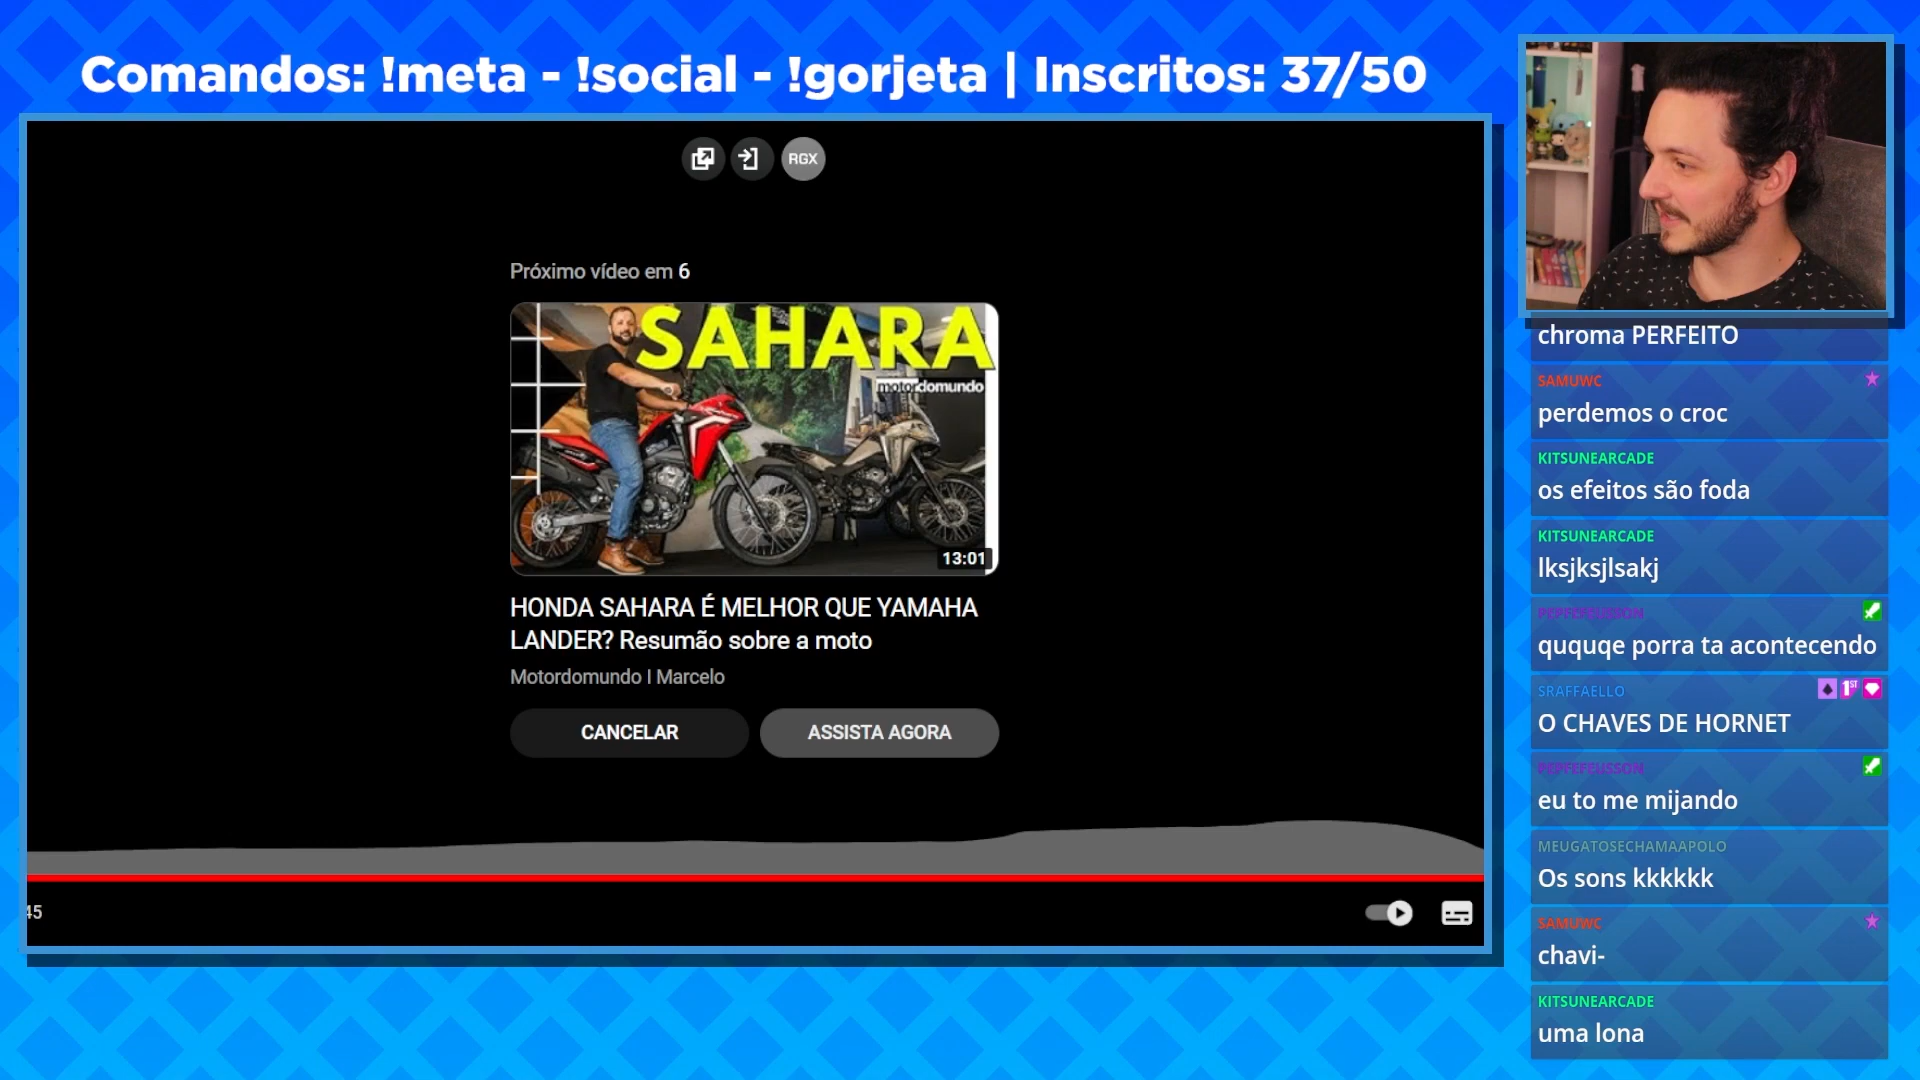 Comandos: !meta - !social - !gorjeta | Inscritos: 37/50
RGX
Próximo vídeo em 6
SAHARA
motordomundo
13:01
HONDA SAHARA É MELHOR QUE YAMAHA
LANDER? Resumão sobre a moto
Motordomundo I Marcelo
CANCELAR
ASSISTA AGORA
45
chroma PERFEITO
SAMUWC
perdemos o croc
KITSUNEARCADE
os efeitos são foda
KITSUNEARCADE
lksjksjlsakj
ququqe porra ta acontecendo
SRAFFAELLO
1ST
O CHAVES DE HORNET
eu to me mijando
MEUGATOSECHAMAAPOLO
Os sons kkkkkk
SAMUWC
chavi-
KITSUNEARCADE
uma lona